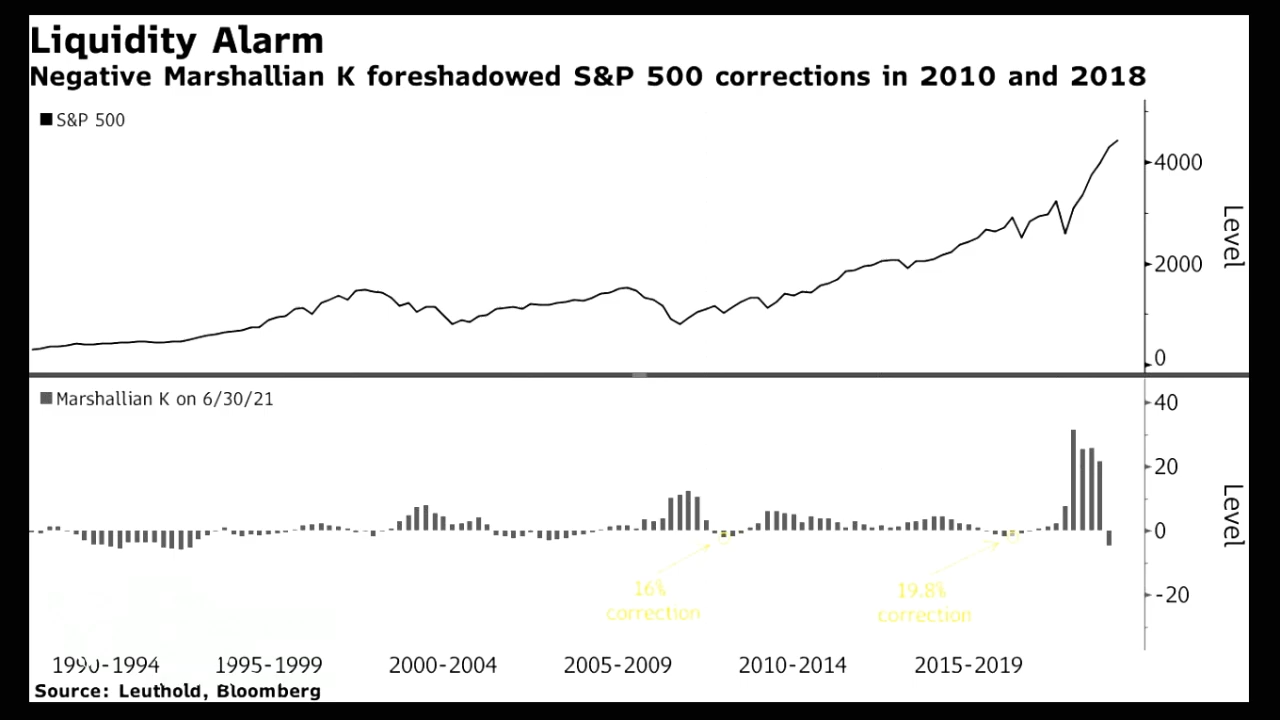 Liquidity Alarm
Negative Marshallian K foreshadowed S&P 500 corrections in 2010 and 2018
S&P 500
4000
2000
0
Level
Marshallian K on 6/30/21
40
20
0
-20
Level
16%
correction
19.8%
correction
1990-1994 1995-1999 2000-2004 2005-2009 2010-2014 2015-2019
Source: Leuthold, Bloomberg